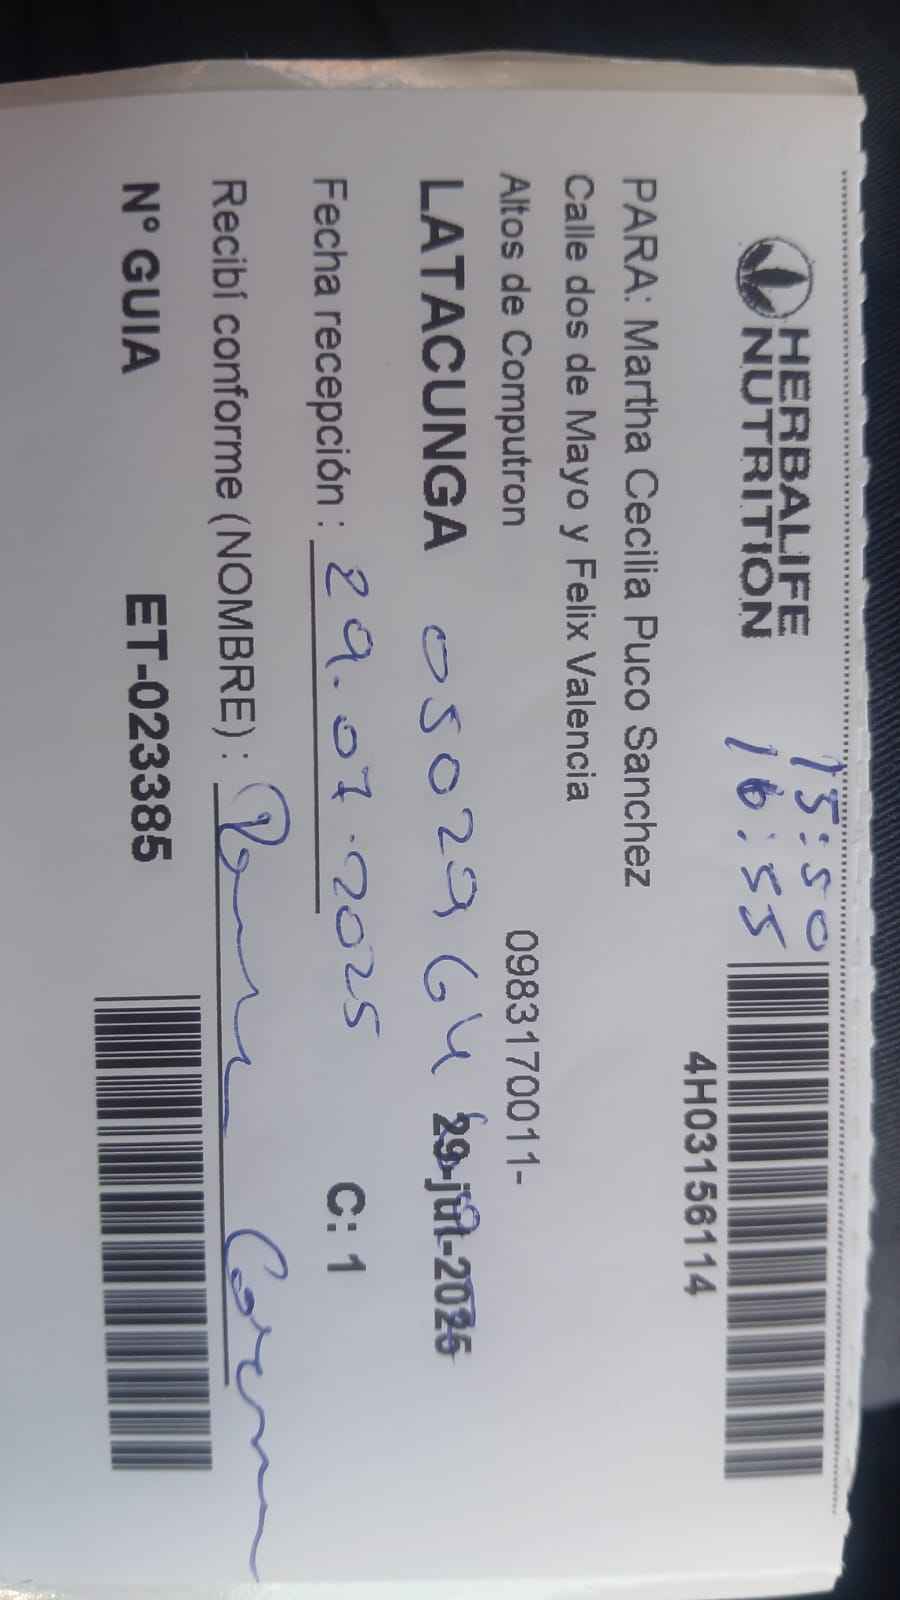 HERBALIFE
NUTRITION
15:50
16:55
4H03156114
PARA: Martha Cecilia Puco Sanchez
Calle dos de Mayo y Felix Valencia
Altos de Computron 0983170011-
LATACUNGA 05029664 29-jul-2025
Fecha recepción : 29.07.2025 C: 1
Recibí conforme (NOMBRE) :
N° GUIA ET-023385